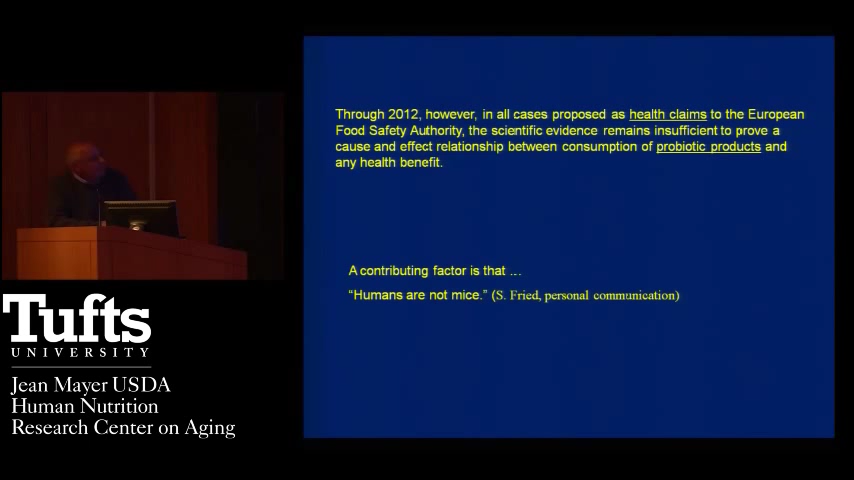 Through 2012, however, in all cases proposed as health claims to the European
Food Safety Authority, the scientific evidence remains insufficient to prove a
cause and effect relationship between consumption of probiotic products and
any health benefit.
A contributing factor is that ...
“Humans are not mice.” (S. Fried, personal communication)
Tufts
UNIVERSITY
Jean Mayer USDA
Human Nutrition
Research Center on Aging